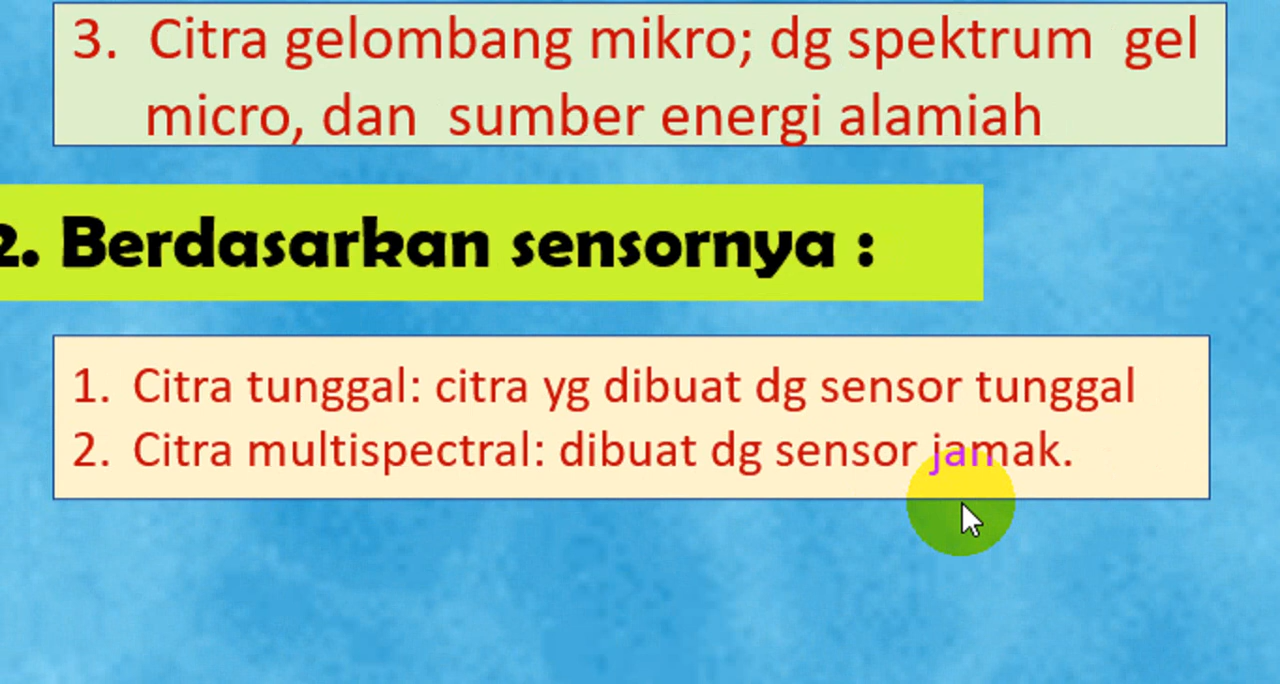 3. Citra gelombang mikro; dg spektrum gel
micro, dan sumber energi alamiah
2. Berdasarkan sensornya :
1. Citra tunggal: citra yg dibuat dg sensor tunggal
2. Citra multispectral: dibuat dg sensor jamak.